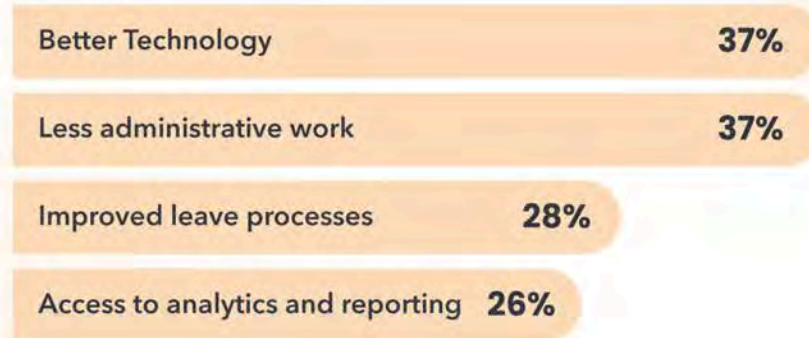 Better Technology 37%
Less administrative work 37%
Improved leave processes 28%
Access to analytics and reporting 26%